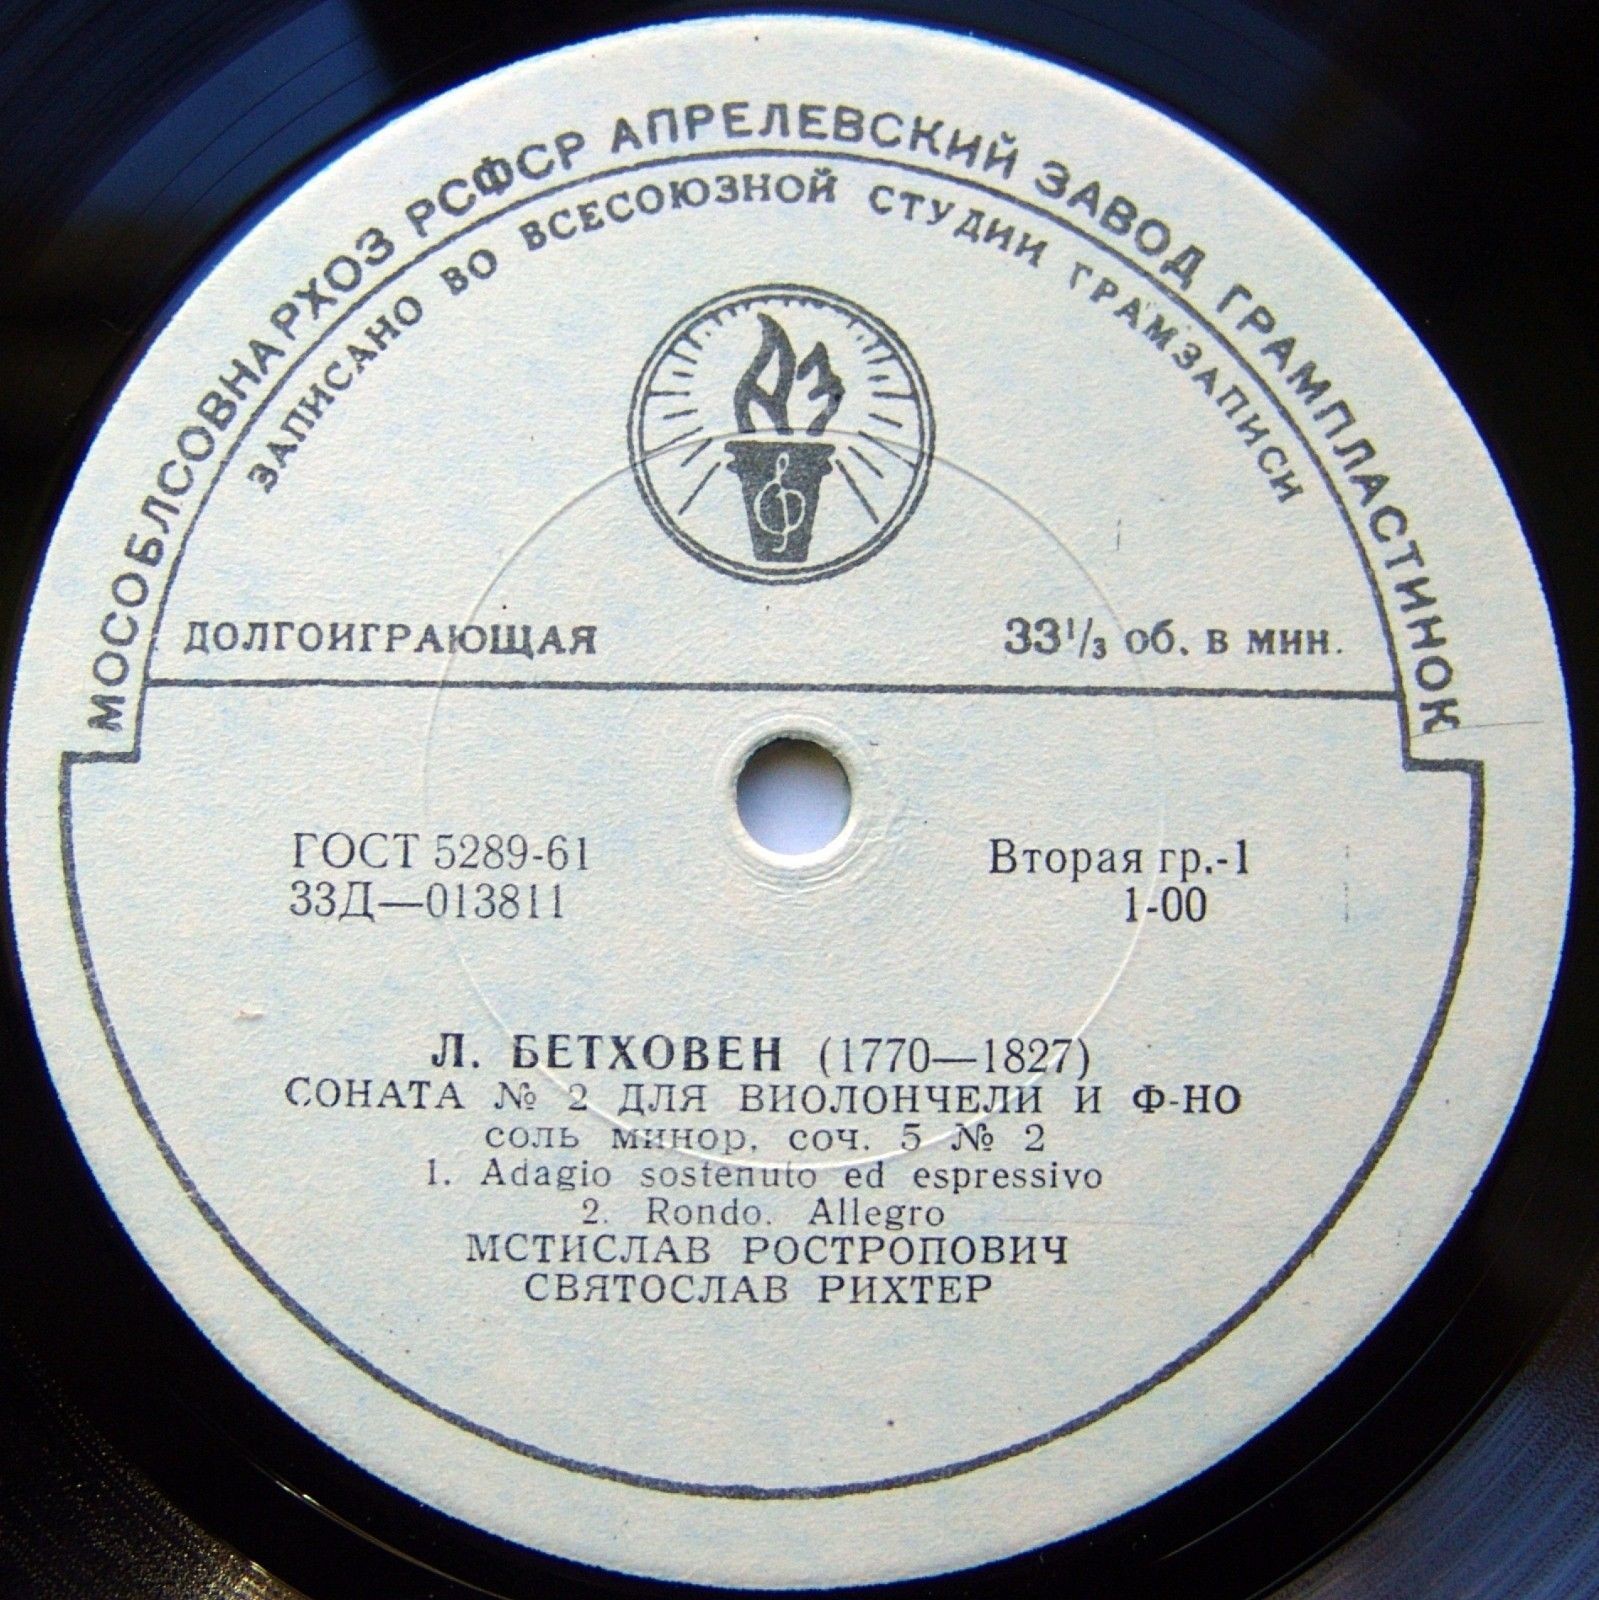 МОСОБЛСОВНАРХОЗ РСФСР АПРЕЛЕВСКИЙ ЗАВОД ГРАМПЛАСТИНОК
ЗАПИСАНО ВО ВСЕСОЮЗНОЙ СТУДИИ ГРАМЗАПИСИ
АЗ
ДОЛГОИГРАЮЩАЯ 33⅓ об. в мин.
ГОСТ 5289-61 Вторая гр.-1
33Д—013811 1-00
Л. БЕТХОВЕН (1770—1827)
СОНАТА № 2 ДЛЯ ВИОЛОНЧЕЛИ И Ф-НО
соль минор, соч. 5 № 2
1. Adagio sostenuto ed espressivo
2. Rondo. Allegro
МСТИСЛАВ РОСТРОПОВИЧ
СВЯТОСЛАВ РИХТЕР